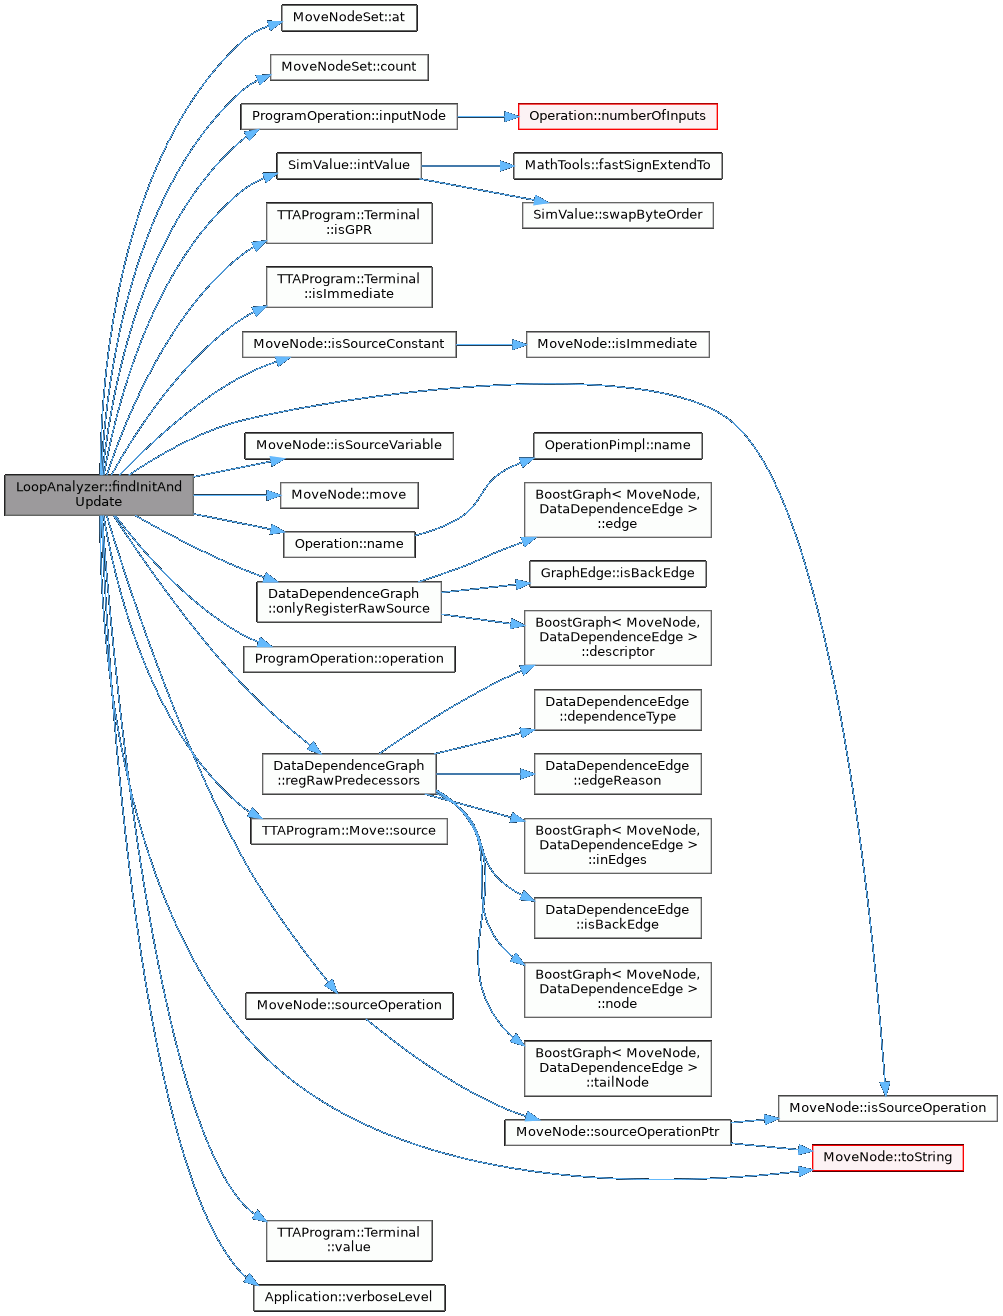 MoveNodeSet::at
MoveNodeSet::count
ProgramOperation::inputNode
Operation::numberOfInputs
SimValue::intValue
MathTools::fastSignExtendTo
SimValue::swapByteOrder
TTAProgram::Terminal
::isGPR
TTAProgram::Terminal
::isImmediate
MoveNode::isSourceConstant
MoveNode::isImmediate
MoveNode::isSourceVariable
OperationPimpl::name
LoopAnalyzer::findInitAnd
Update
MoveNode::move
BoostGraph< MoveNode,
DataDependenceEdge >
::edge
Operation::name
GraphEdge::isBackEdge
DataDependenceGraph
::onlyRegisterRawSource
BoostGraph< MoveNode,
DataDependenceEdge >
::descriptor
ProgramOperation::operation
DataDependenceEdge
::dependenceType
DataDependenceGraph
::regRawPredecessors
DataDependenceEdge
::edgeReason
TTAProgram::Move::source
BoostGraph< MoveNode,
DataDependenceEdge >
::inEdges
DataDependenceEdge
::isBackEdge
BoostGraph< MoveNode,
DataDependenceEdge >
::node
MoveNode::sourceOperation
BoostGraph< MoveNode,
DataDependenceEdge >
::tailNode
MoveNode::isSourceOperation
MoveNode::sourceOperationPtr
MoveNode::toString
TTAProgram::Terminal
::value
Application::verboseLevel